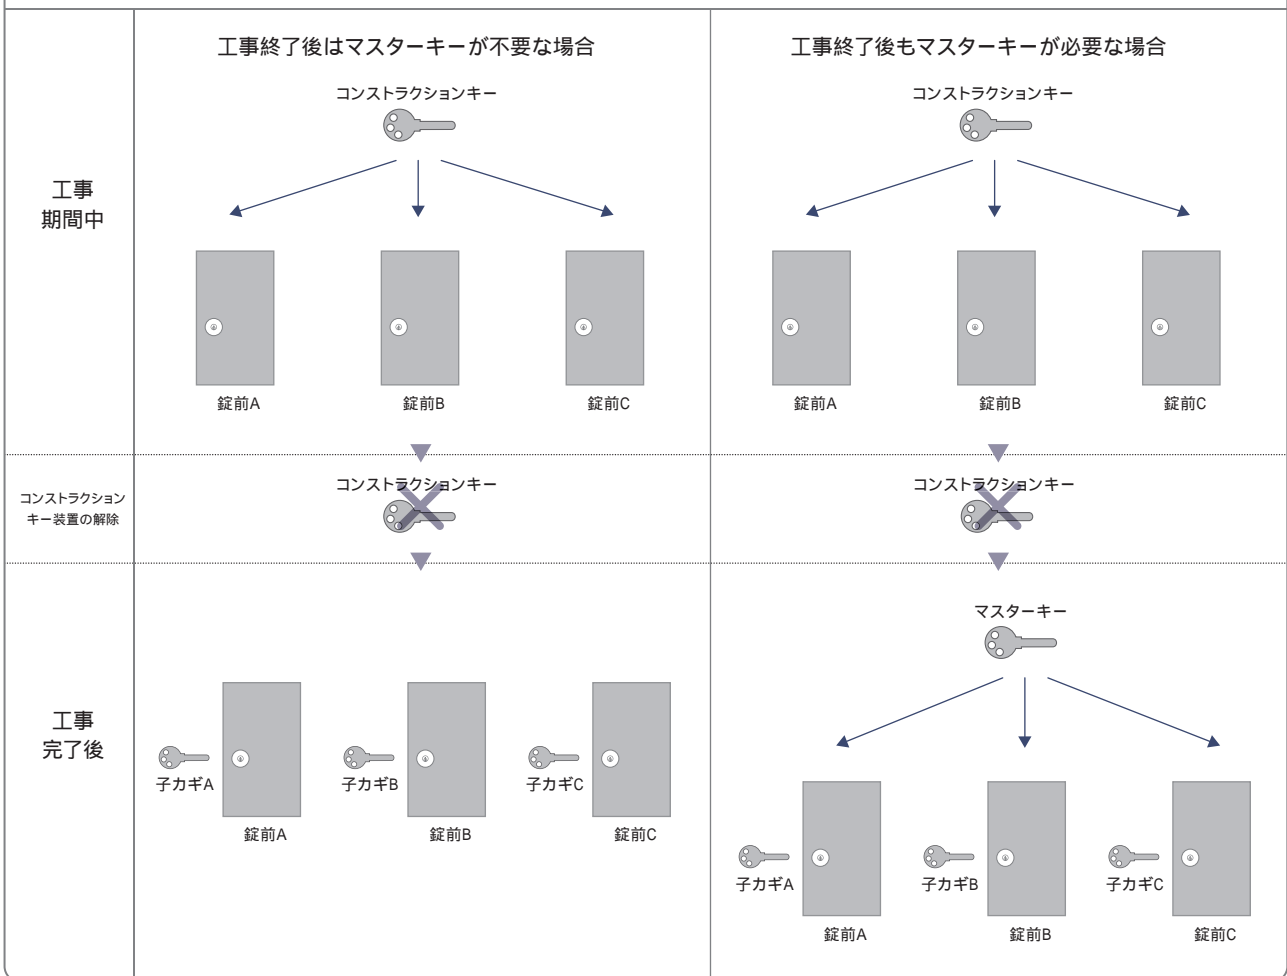 工事終了後はマスターキーが不要な場合
工事終了後もマスターキーが必要な場合
工事
期間中
コンストラクションキー
錠前A
錠前B
錠前C
コンストラクションキー
錠前A
錠前B
錠前C
コンストラクション
キー装置の解除
コンストラクションキー
コンストラクションキー
工事
完了後
子カギA
錠前A
子カギB
錠前B
子カギC
錠前C
マスターキー
子カギA
錠前A
子カギB
錠前B
子カギC
錠前C